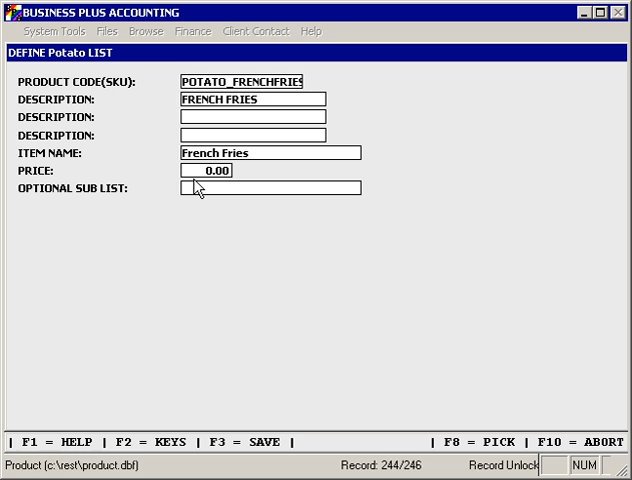 BUSINESS PLUS ACCOUNTING
System Tools Files Browse Finance Client Contact Help
DEFINE Potato LIST
PRODUCT CODE(SKU): POTATO_FRENCHFRIES
DESCRIPTION: FRENCH FRIES
DESCRIPTION:
DESCRIPTION:
ITEM NAME: French Fries
PRICE: 0.00
OPTIONAL SUB LIST:
| F1 = HELP | F2 = KEYS | F3 = SAVE | | F8 = PICK | F10 = ABORT
Product (c:\rest\product.dbf) Record: 244/246 Record Unlock NUM